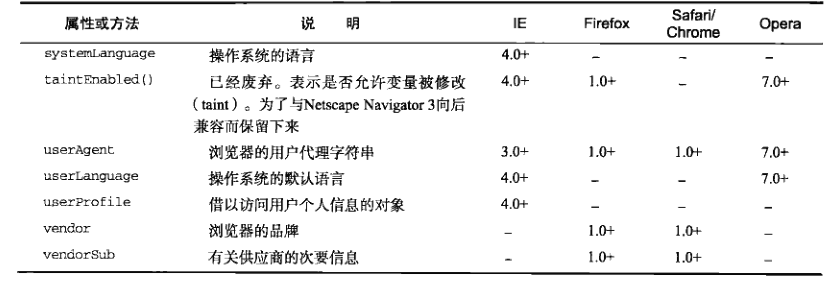 属性或方法 说 明 IE Firefox Safari/Chrome Opera
systemLanguage 操作系统的语言 4.0+ – – –
taintEnabled() 已经废弃。表示是否允许变量被修改 4.0+ 1.0+ – 7.0+
（taint）。为了与Netscape Navigator 3向后
兼容而保留下来
userAgent 浏览器的用户代理字符串 3.0+ 1.0+ 1.0+ 7.0+
userLanguage 操作系统的默认语言 4.0+ – – 7.0+
userProfile 借以访问用户个人信息的对象 4.0+ – – –
vendor 浏览器的品牌 – 1.0+ 1.0+ –
vendorSub 有关供应商的次要信息 – 1.0+ 1.0+ –